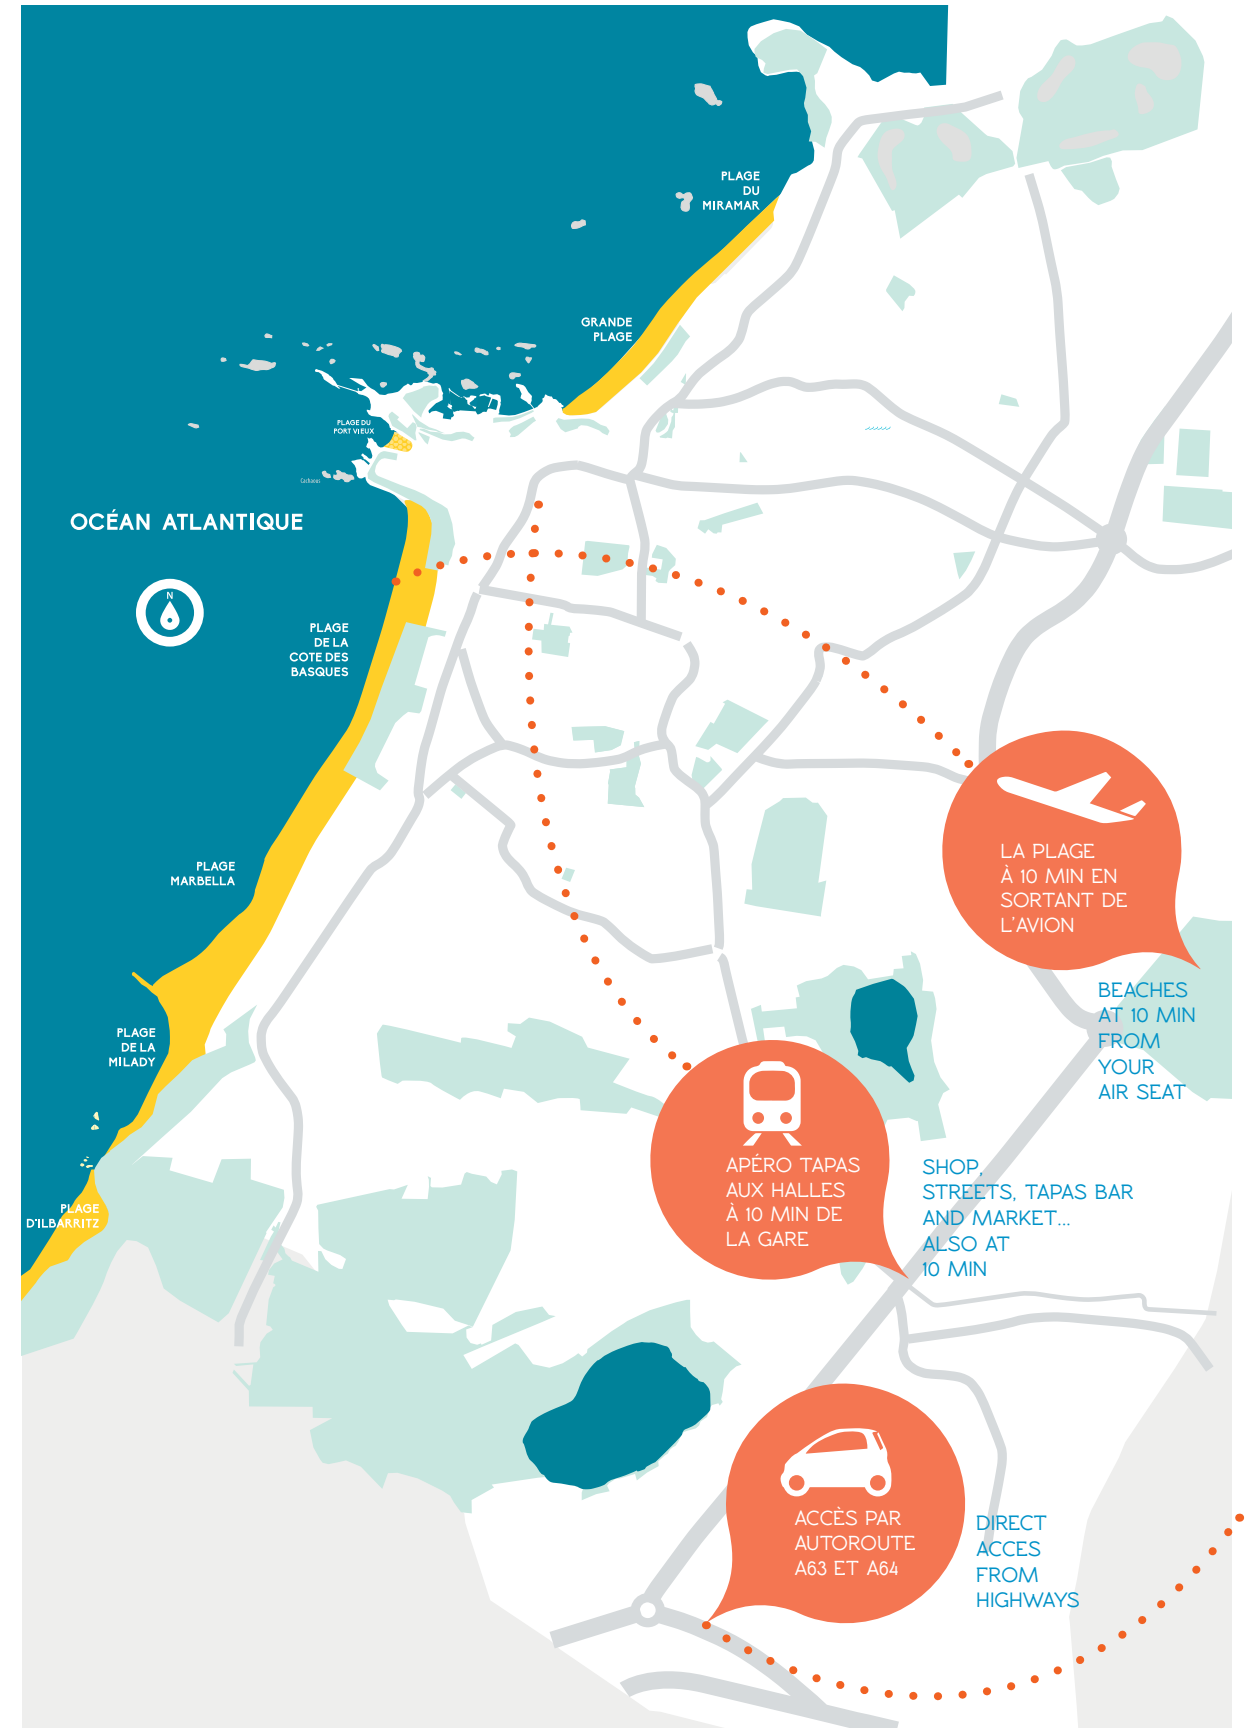 PLAGE
DU
MIRAMAR
GRANDE
PLAGE
PLAGE DU
PORT VIEUX
Cachaous
OCÉAN ATLANTIQUE
N
PLAGE
DE LA
COTE DES
BASQUES
PLAGE
MARBELLA
LA PLAGE
À 10 MIN EN
SORTANT DE
L'AVION
BEACHES
AT 10 MIN
FROM
YOUR
AIR SEAT
PLAGE
DE LA
MILADY
APÉRO TAPAS
AUX HALLES
À 10 MIN DE
LA GARE
SHOP,
STREETS, TAPAS BAR
AND MARKET...
ALSO AT
10 MIN
PLAGE
D'ILBARRITZ
ACCÈS PAR
AUTOROUTE
A63 ET A64
DIRECT
ACCES
FROM
HIGHWAYS